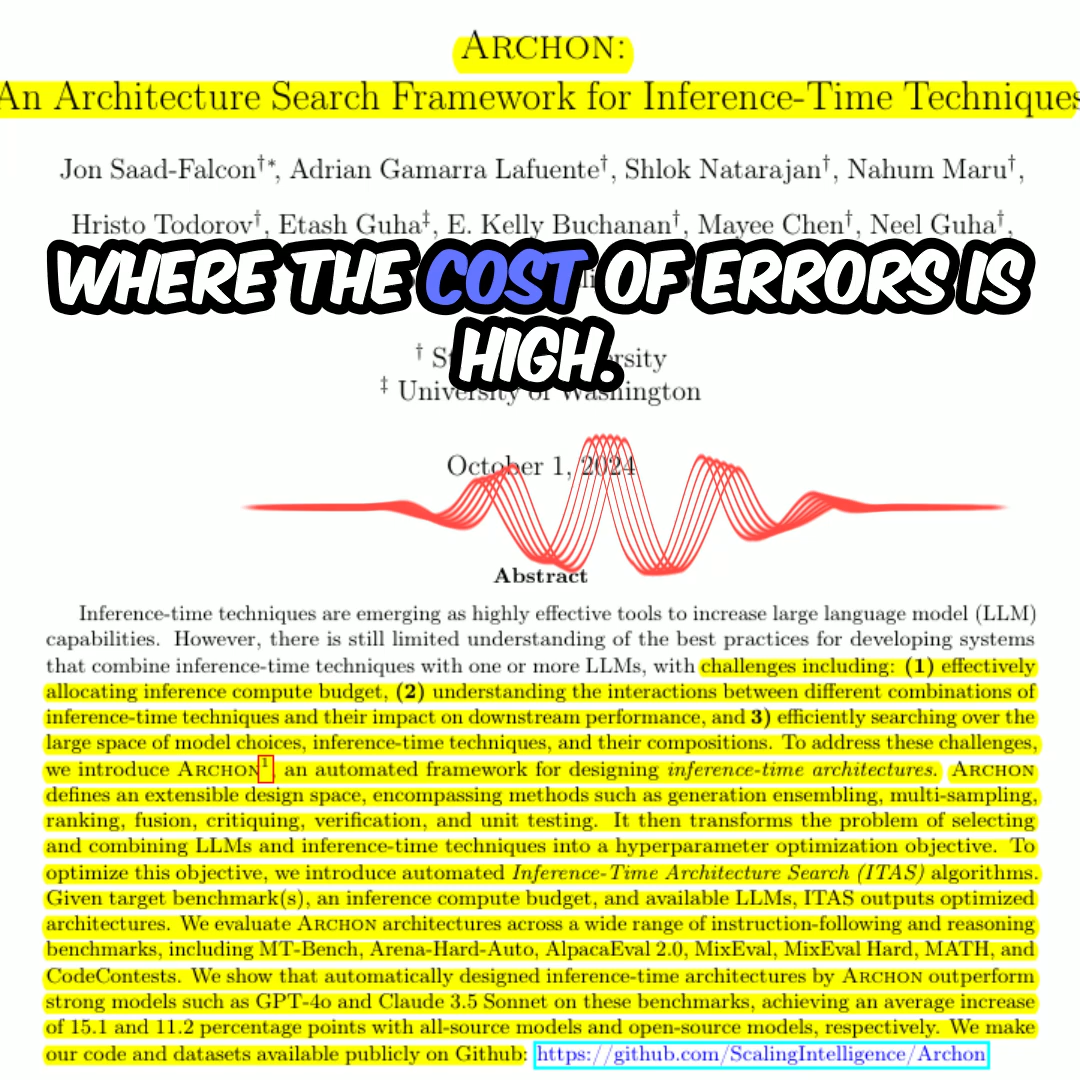 ARCHON:
An Architecture Search Framework for Inference-Time Techniques
Jon Saad-Falcon†*, Adrian Gamarra Lafuente†, Shlok Natarajan†, Nahum Maru†,
Hristo Todorov†, Etash Guha‡, E. Kelly Buchanan†, Mayee Chen†, Neel Guha†,
WHERE THE COST OF ERRORS IS
HIGH.
†
‡ University of Washington
October 1, 2024
Abstract
Inference-time techniques are emerging as highly effective tools to increase large language model (LLM)
capabilities. However, there is still limited understanding of the best practices for developing systems
that combine inference-time techniques with one or more LLMs, with challenges including: (1) effectively
allocating inference compute budget, (2) understanding the interactions between different combinations of
inference-time techniques and their impact on downstream performance, and 3) efficiently searching over the
large space of model choices, inference-time techniques, and their compositions. To address these challenges,
we introduce ARCHON1, an automated framework for designing inference-time architectures. ARCHON
defines an extensible design space, encompassing methods such as generation ensembling, multi-sampling,
ranking, fusion, critiquing, verification, and unit testing. It then transforms the problem of selecting
and combining LLMs and inference-time techniques into a hyperparameter optimization objective. To
optimize this objective, we introduce automated Inference-Time Architecture Search (ITAS) algorithms.
Given target benchmark(s), an inference compute budget, and available LLMs, ITAS outputs optimized
architectures. We evaluate ARCHON architectures across a wide range of instruction-following and reasoning
benchmarks, including MT-Bench, Arena-Hard-Auto, AlpacaEval 2.0, MixEval, MixEval Hard, MATH, and
CodeContests. We show that automatically designed inference-time architectures by ARCHON outperform
strong models such as GPT-4o and Claude 3.5 Sonnet on these benchmarks, achieving an average increase
of 15.1 and 11.2 percentage points with all-source models and open-source models, respectively. We make
our code and datasets available publicly on Github: https://github.com/ScalingIntelligence/Archon